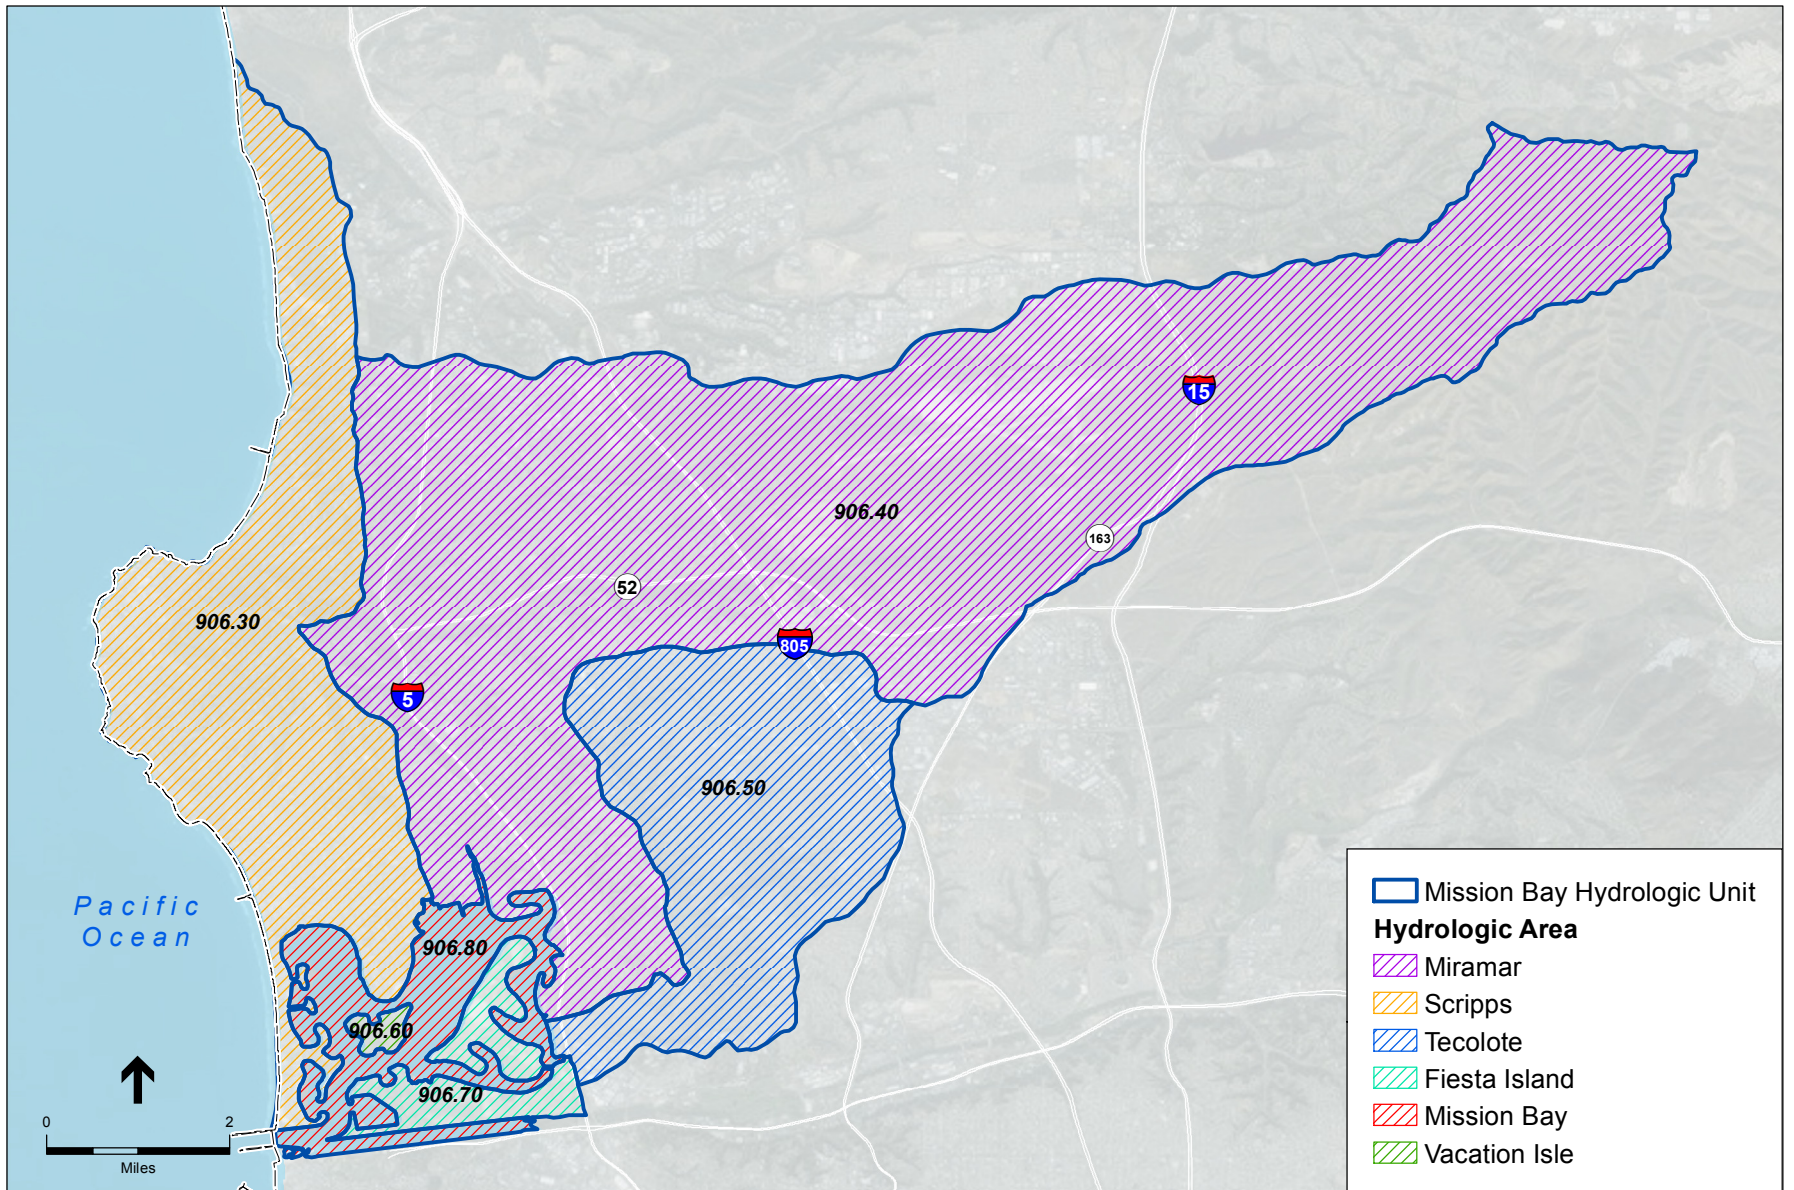 15
906.40
163
52
906.30
805
5
906.50
Pacific
Ocean
906.80
906.60
906.70
0 2
Miles
Mission Bay Hydrologic Unit
Hydrologic Area
Miramar
Scripps
Tecolote
Fiesta Island
Mission Bay
Vacation Isle